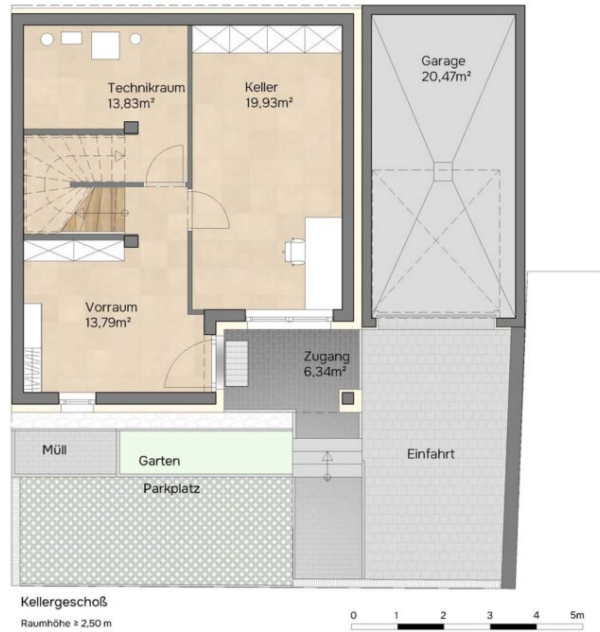 Technikraum
13,83m²
Keller
19,93m²
Garage
20,47m²
Vorraum
13,79m²
Zugang
6,34m²
Müll
Garten
Einfahrt
Parkplatz
Kellergeschoß
Raumhöhe ≥ 2,50 m
0 1 2 3 4 5m